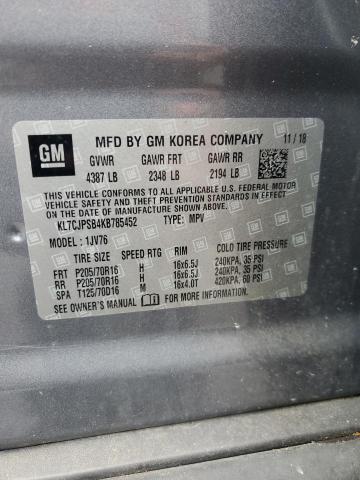 GM
MFD BY GM KOREA COMPANY 11/18
GVWR GAWR FRT GAWR RR
4387 LB 2348 LB 2194 LB
THIS VEHICLE CONFORMS TO ALL APPLICABLE U.S. FEDERAL MOTOR
VEHICLE SAFETY AND THEFT PREVENTION STANDARDS IN EFFECT ON
THE DATE OF MANUFACTURE SHOWN ABOVE.
KL7CJPSB4KB785452 TYPE: MPV
MODEL: 1JV76
TIRE SIZE SPEED RTG RIM COLD TIRE PRESSURE
FRT P205/70R16 H 16x6.5J 240KPA, 35 PSI
RR P205/70R16 H 16x6.5J 240KPA, 35 PSI
SPA T125/70D16 M 16x4.0T 420KPA, 60 PSI
SEE OWNER'S MANUAL FOR ADDITIONAL INFORMATION